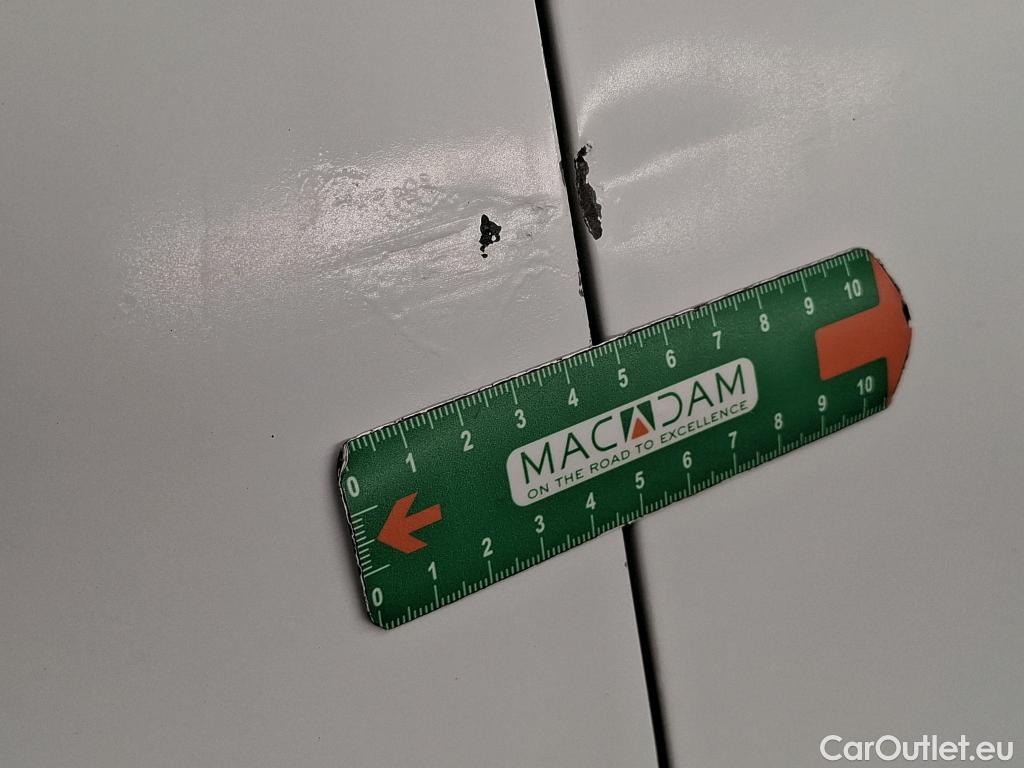 0 1 2 3 4 5 6 7 8 9 10
MACADAM
ON THE ROAD TO EXCELLENCE
0 1 2 3 4 5 6 7 8 9 10
CarOutlet.eu